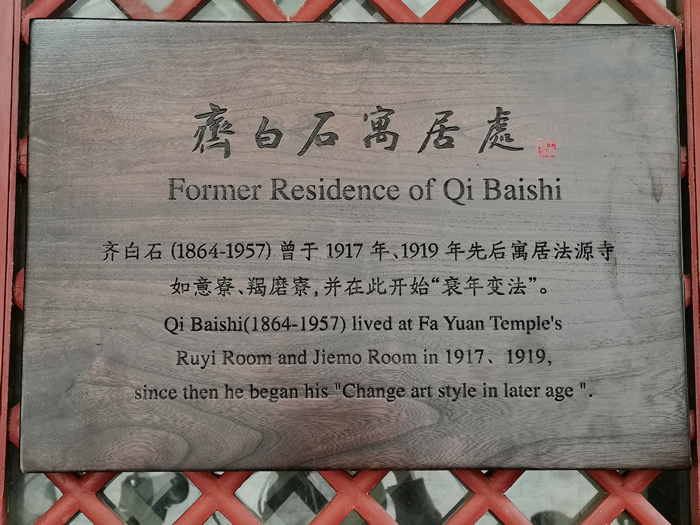 齊白石寓居處
Former Residence of Qi Baishi
齐白石 (1864-1957) 曾于 1917 年、1919 年先后寓居法源寺
如意寮、羯磨寮,并在此开始“衰年变法”。
Qi Baishi(1864-1957) lived at Fa Yuan Temple's
Ruyi Room and Jiemo Room in 1917、1919,
since then he began his "Change art style in later age ".